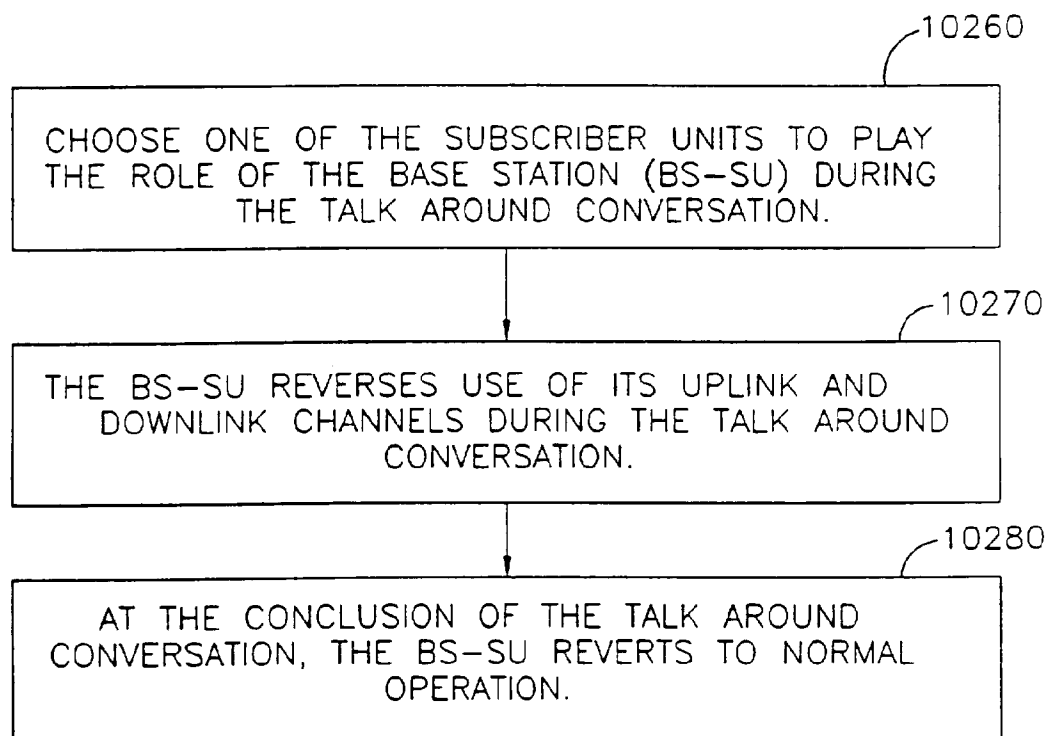 10260
CHOOSE ONE OF THE SUBSCRIBER UNITS TO PLAY
THE ROLE OF THE BASE STATION (BS-SU) DURING
THE TALK AROUND CONVERSATION.
10270
THE BS-SU REVERSES USE OF ITS UPLINK AND
DOWNLINK CHANNELS DURING THE TALK AROUND
CONVERSATION.
10280
AT THE CONCLUSION OF THE TALK AROUND
CONVERSATION, THE BS-SU REVERTS TO NORMAL
OPERATION.